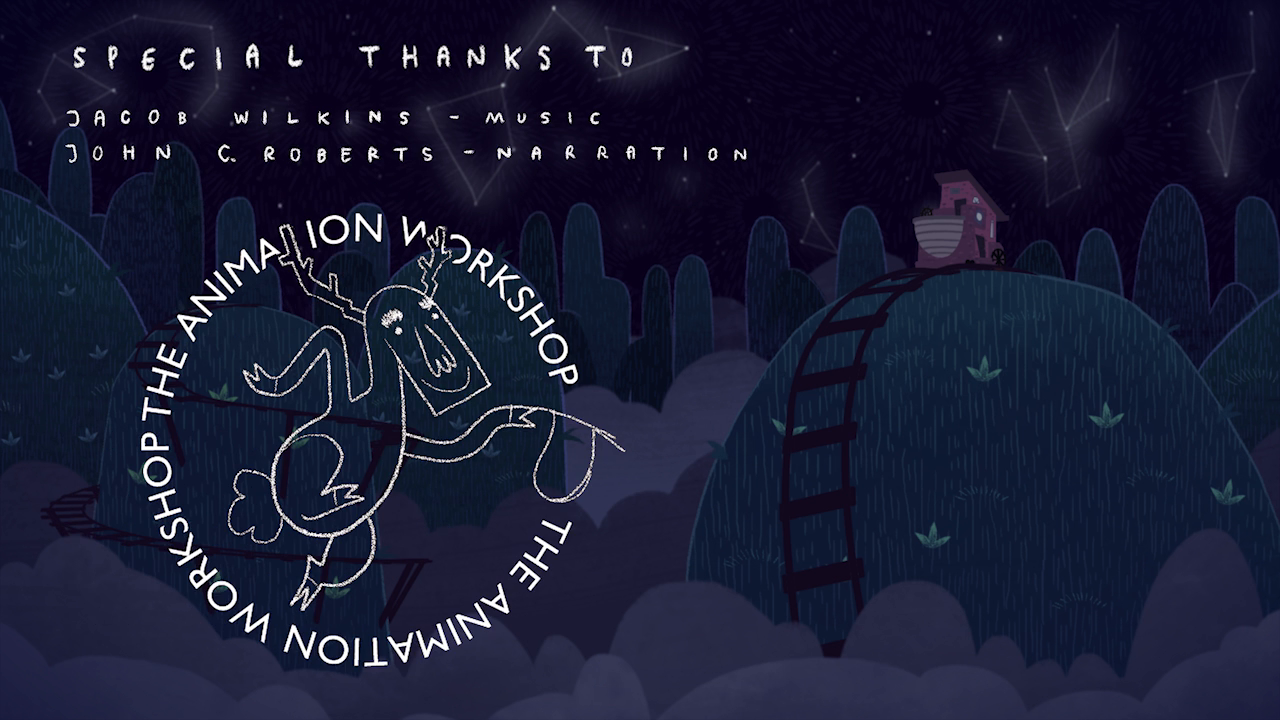 SPECIAL THANKS TO
JACOB WILKINS - MUSIC
JOHN C. ROBERTS - NARRATION
THE ANIMATION WORKSHOP
THE ANIMATION WORKSHOP